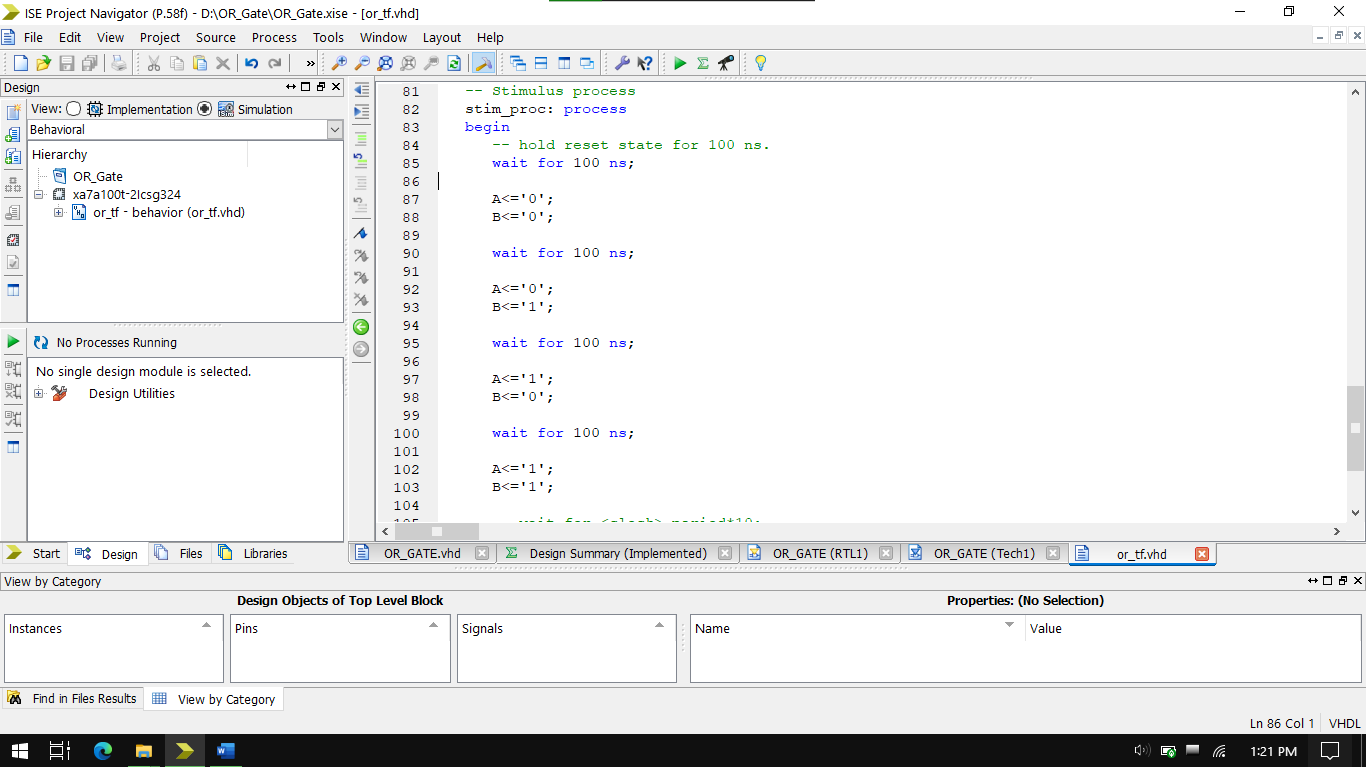 ISE Project Navigator (P.58f) - D:\OR_Gate\OR_Gate.xise - [or_tf.vhd]
File Edit View Project Source Process Tools Window Layout Help
Design
View: Implementation Simulation
Behavioral
Hierarchy
OR_Gate
xa7a100t-2Icsg324
or_tf - behavior (or_tf.vhd)
No Processes Running
No single design module is selected.
Design Utilities
Start Design Files Libraries
81 -- Stimulus process
82 stim_proc: process
83 begin
84 -- hold reset state for 100 ns.
85 wait for 100 ns;
86
87 A<='0';
88 B<='0';
89
90 wait for 100 ns;
91
92 A<='0';
93 B<='1';
94
95 wait for 100 ns;
96
97 A<='1';
98 B<='0';
99
100 wait for 100 ns;
101
102 A<='1';
103 B<='1';
104
OR_GATE.vhd Design Summary (Implemented) OR_GATE (RTL1) OR_GATE (Tech1) or_tf.vhd
View by Category
Design Objects of Top Level Block Properties: (No Selection)
Instances Pins Signals Name Value
Find in Files Results View by Category
Ln 86 Col 1 VHDL
1:21 PM